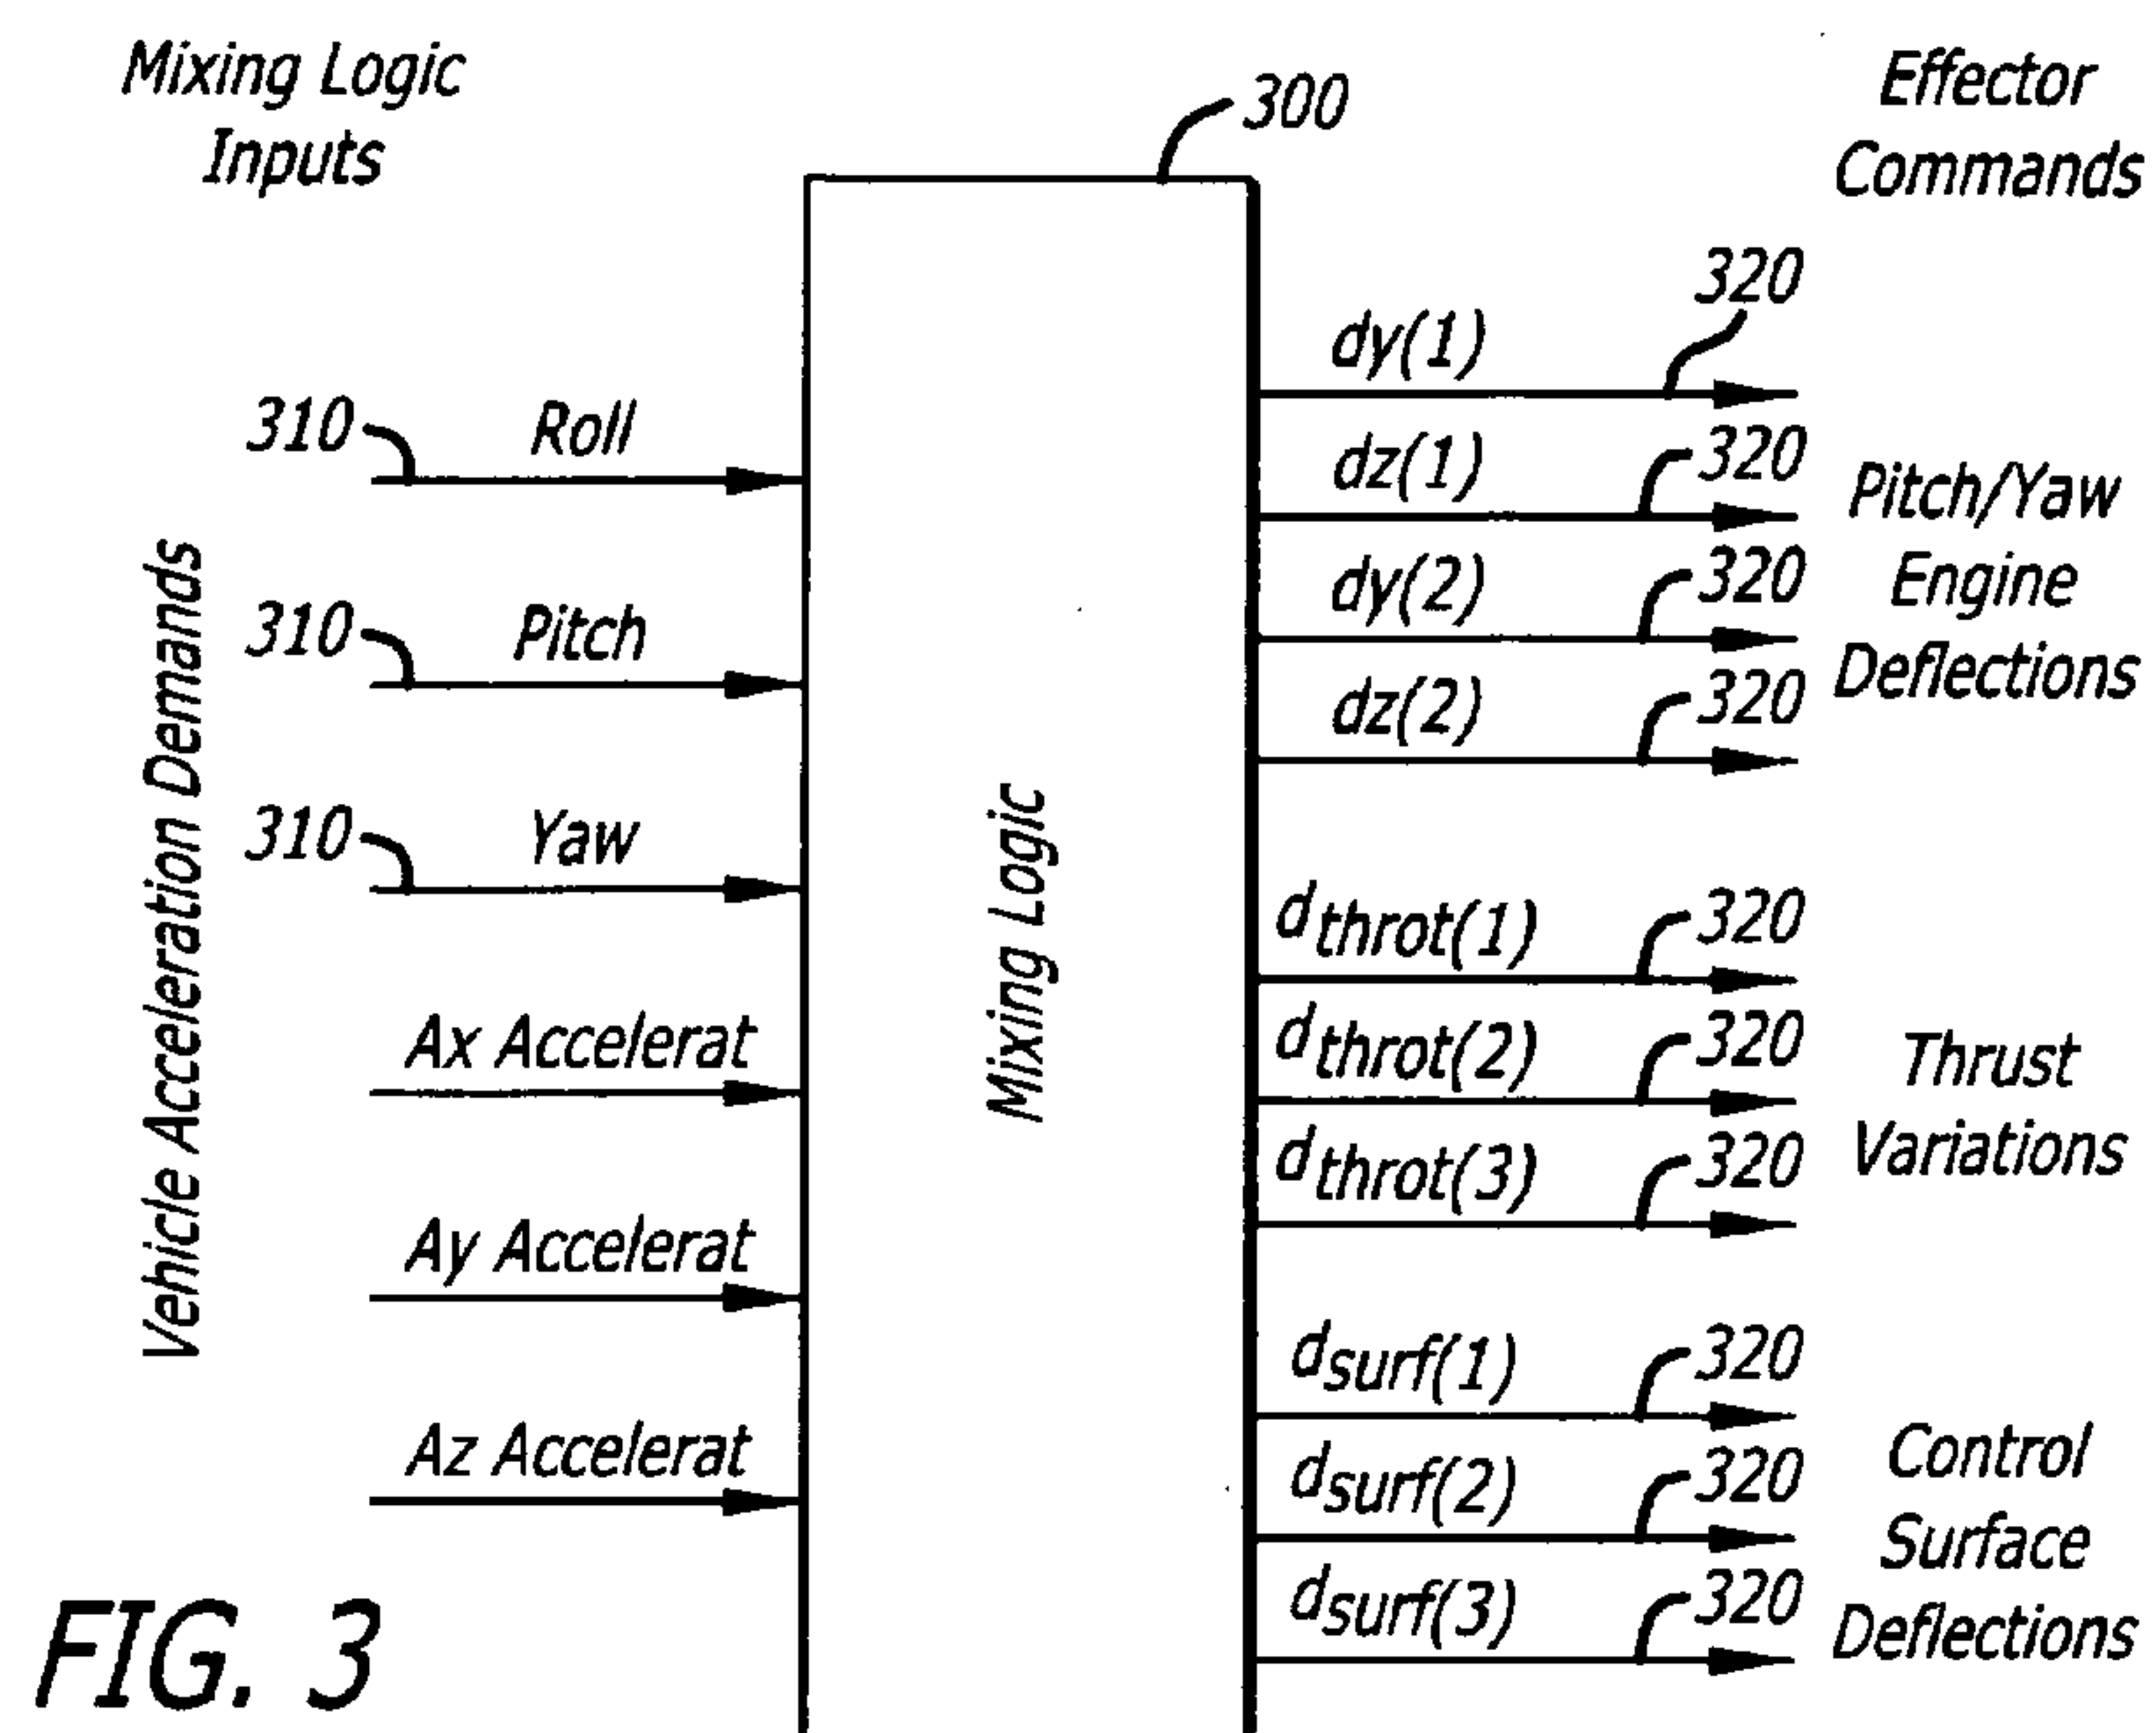 Mixing Logic
Inputs
300
Effector
Commands
Vehicle Acceleration Demands
310
Roll
310
Pitch
310
Yaw
Ax Accelerat
Ay Accelerat
Az Accelerat
Mixing Logic
dy(1)
320
dz(1)
320
dy(2)
320
dz(2)
320
Pitch/Yaw
Engine
Deflections
dthrot(1)
320
dthrot(2)
320
dthrot(3)
320
Thrust
Variations
dsurf(1)
320
dsurf(2)
320
dsurf(3)
320
Control
Surface
Deflections
FIG. 3